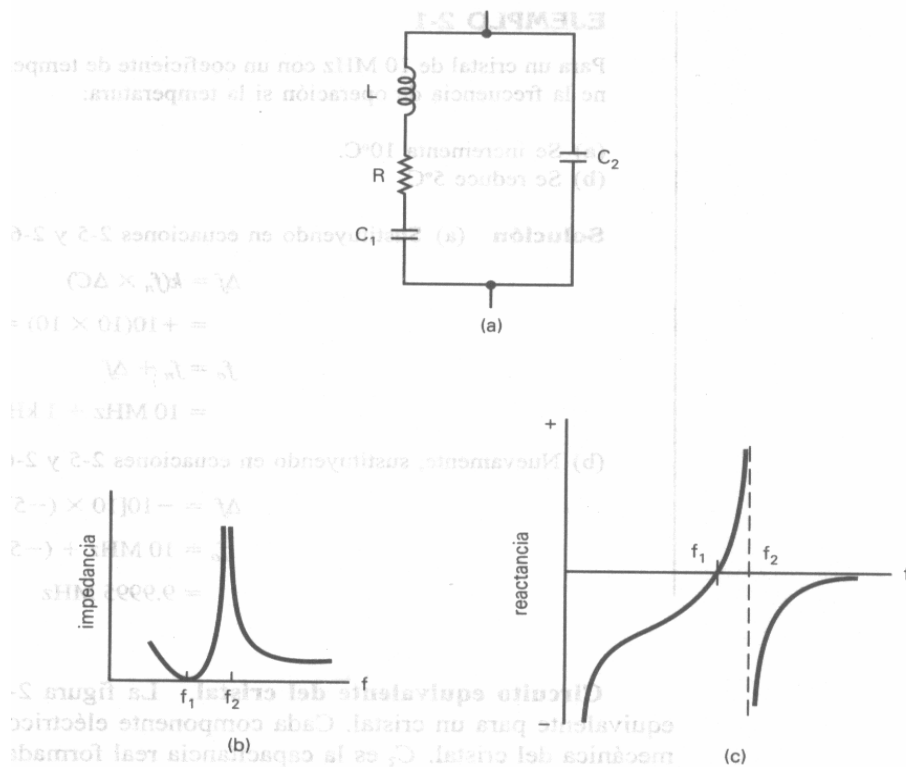 EJEMPLO 2-1
Para un cristal de 10 MHz con un coeficiente de
ne la frecuencia de operación si la temperatura:
L
(a) Se incrementa 10°C.
C₂
R
(b) Se reduce 5°C
C₁
Solución (a) Sustituyendo en ecuaciones 2-5 y 2-6
Δf = k(fₙ × ΔC)
(a)
= +10(10 × 10) =
fₒ = fₙ + Δf
= 10 MHz + 1 kH
+
(b) Nuevamente, sustituyendo en ecuaciones 2-5 y 2-
Δf = −10[10 × (−5
impedancia
fₒ = 10 MHz + (−5
= 9.9995 MHz
reactancia
f₁
f₂
f
f
f₁
f₂
(b)
Circuito equivalente del cristal. La figura 2-
−
equivalente para un cristal. Cada componente eléctric
mecánica del cristal. C₂ es la capacitancia real formada
(c)